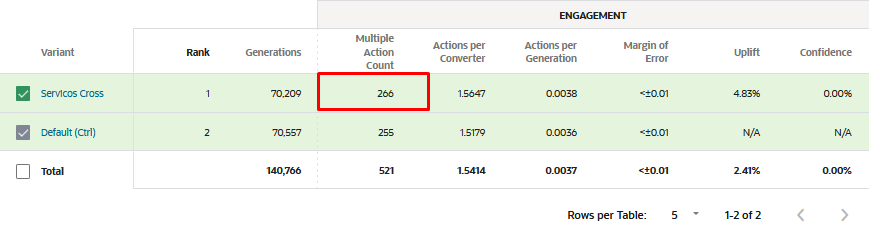 ENGAGEMENT
Variant Rank Generations Multiple Action Count Actions per Converter Actions per Generation Margin of Error Uplift Confidence
Servicos Cross 1 70,209 266 1.5647 0.0038 <±0.01 4.83% 0.00%
Default (Ctrl) 2 70,557 255 1.5179 0.0036 <±0.01 N/A N/A
Total 140,766 521 1.5414 0.0037 <±0.01 2.41% 0.00%
Rows per Table: 5 1-2 of 2